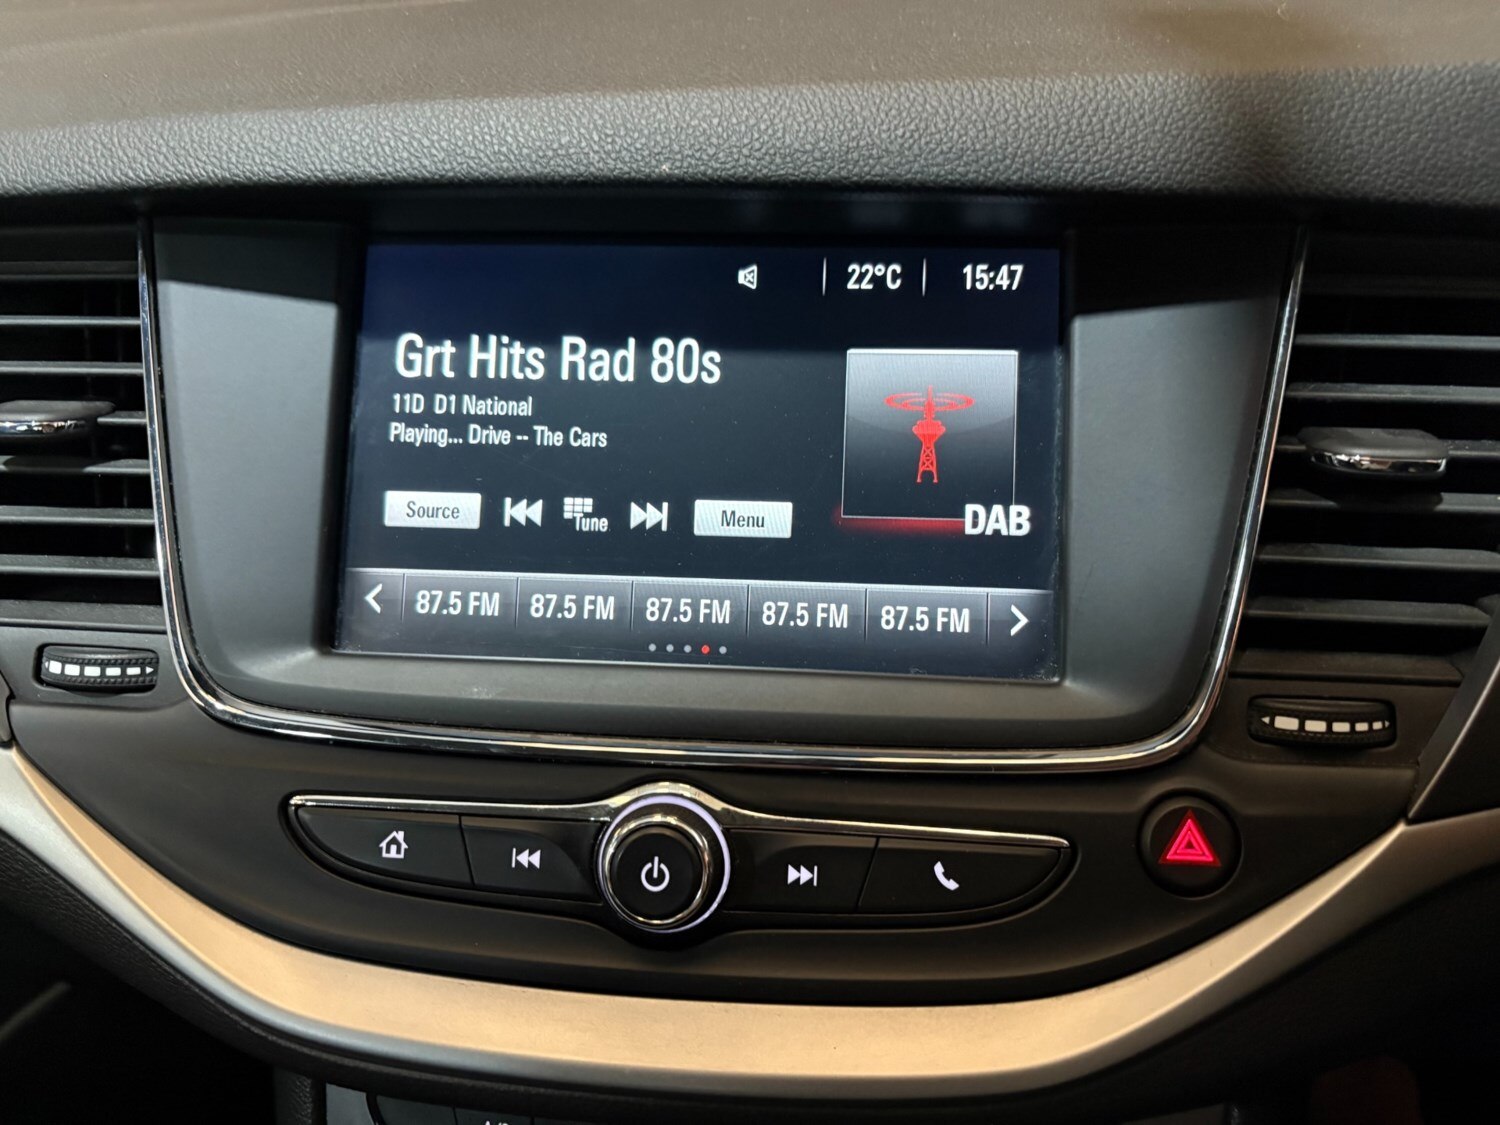 22°C 15:47
Grt Hits Rad 80s
11D D1 National
Playing... Drive -- The Cars
Source Tune Menu
DAB
87.5 FM 87.5 FM 87.5 FM 87.5 FM 87.5 FM